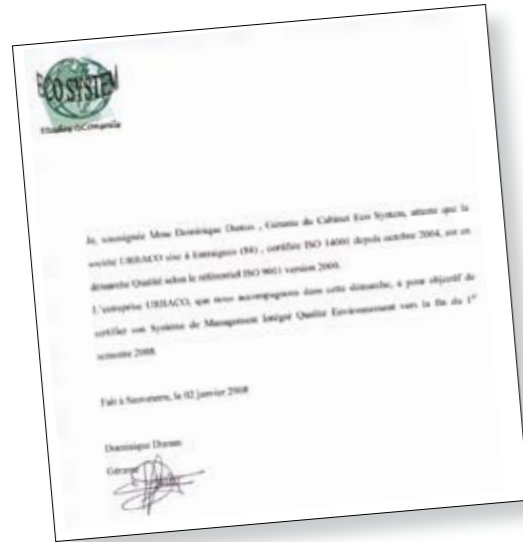 ECO SYSTEM
Etudes &Conseils
Je, soussignée Mme Dominique , Gérante du Cabinet Eco System, atteste que la
société URBACO sise à Entraigues (84) , certifiée ISO 14001 depuis octobre 2004, est en
démarche Qualité selon le référentiel ISO 9001 version 2000.
L'entreprise URBACO, que nous accompagnons dans cette démarche, a pour objectif de
certifier son Système de Management Intégré Qualité Environnement vers la fin du 1er
semestre 2008.
Fait à , le 02 janvier 2008
Dominique
Gérante